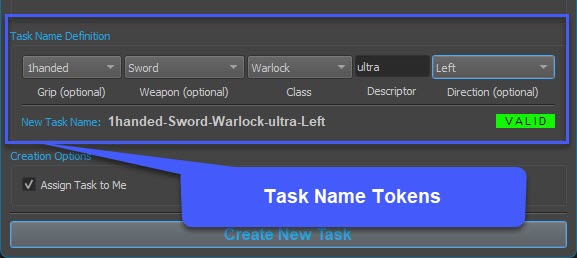 Task Name Definition
1handed Sword Warlock ultra Left
Grip (optional) Weapon (optional) Class Descriptor Direction (optional)
New Task Name: 1handed-Sword-Warlock-ultra-Left VALID
Creation Options
Assign Task to Me
Task Name Tokens
Create New Task